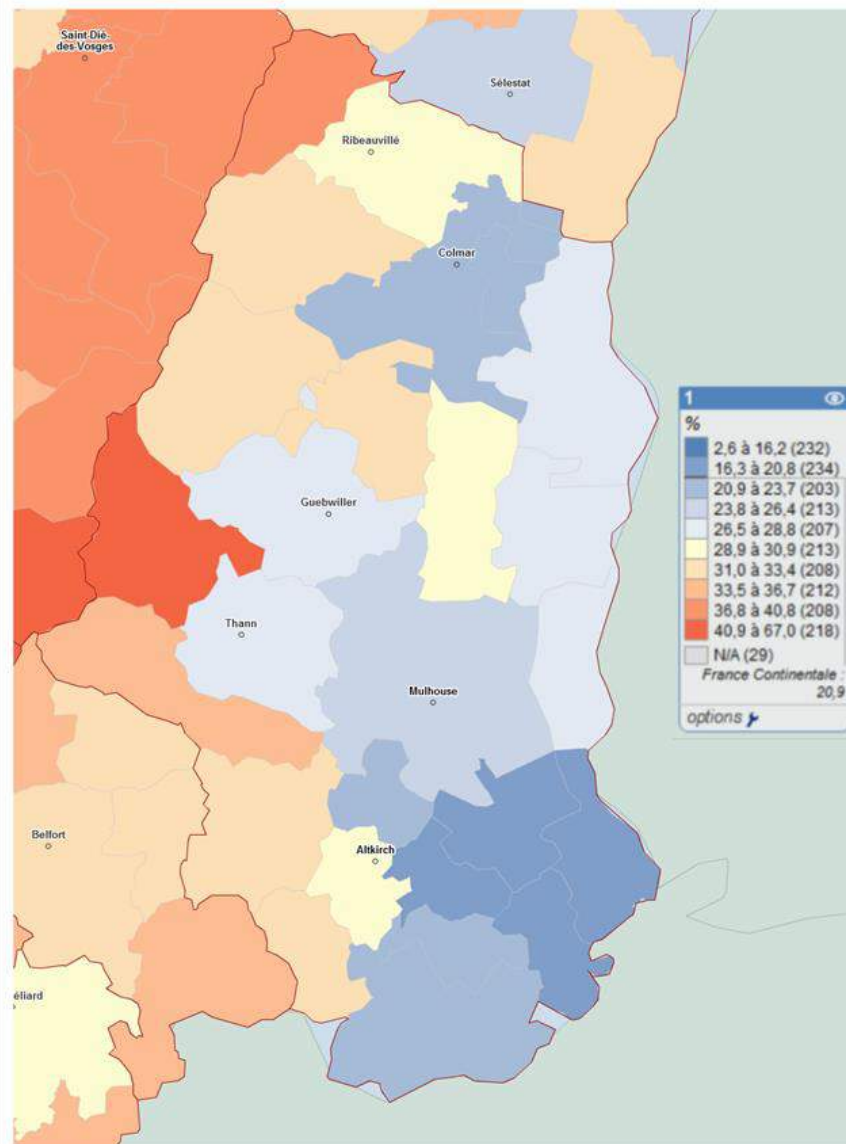 Saint-Dié-
des-Vosges
Sélestat
Ribeauvillé
Colmar
Guebwiller
Thann
Mulhouse
Belfort
Altkirch
éliard
1
%
2,6 à 16,2 (232)
16,3 à 20,8 (234)
20,9 à 23,7 (203)
23,8 à 26,4 (213)
26,5 à 28,8 (207)
28,9 à 30,9 (213)
31,0 à 33,4 (208)
33,5 à 36,7 (212)
36,8 à 40,8 (208)
40,9 à 67,0 (218)
N/A (29)
France Continentale :
20,9
options